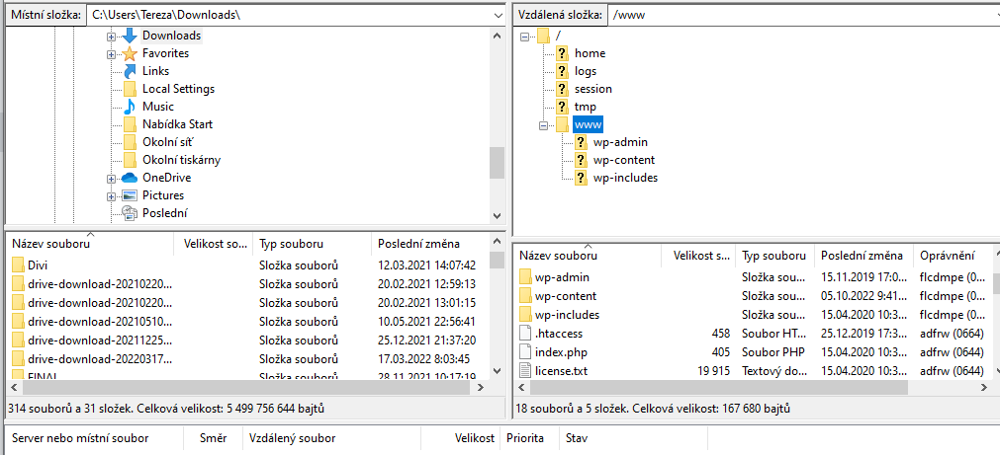 Místní složka: C:\Users\Tereza\Downloads\
Downloads
Favorites
Links
Local Settings
Music
Nabídka Start
Okolní síť
Okolní tiskárny
OneDrive
Pictures
Poslední
Název souboru Velikost so... Typ souboru Poslední změna
Divi Složka souborů 12.03.2021 14:07:42
drive-download-20210220... Složka souborů 20.02.2021 12:59:13
drive-download-20210220... Složka souborů 20.02.2021 13:01:15
drive-download-20210510... Složka souborů 10.05.2021 22:56:41
drive-download-20211225... Složka souborů 25.12.2021 21:37:20
drive-download-20220317... Složka souborů 17.03.2022 8:03:45
FINAL Složka souborů 28.11.2021 10:17:19
314 souborů a 31 složek. Celková velikost: 5 499 756 644 bajtů
Vzdálená složka: /www
/
home
logs
session
tmp
www
wp-admin
wp-content
wp-includes
Název souboru Velikost s... Typ souboru Poslední změna Oprávnění
wp-admin Složka sou... 15.11.2019 17:0... flcdmpe (0...
wp-content Složka sou... 05.10.2022 9:41... flcdmpe (0...
wp-includes Složka sou... 15.04.2020 10:3... flcdmpe (0...
.htaccess 458 Soubor HT... 25.12.2019 17:3... adfrw (0664)
index.php 405 Soubor PHP 15.04.2020 10:3... adfrw (0644)
license.txt 19 915 Textový do... 15.04.2020 10:3... adfrw (0644)
18 souborů a 5 složek. Celková velikost: 167 680 bajtů
Server nebo místní soubor Směr Vzdálený soubor Velikost Priorita Stav